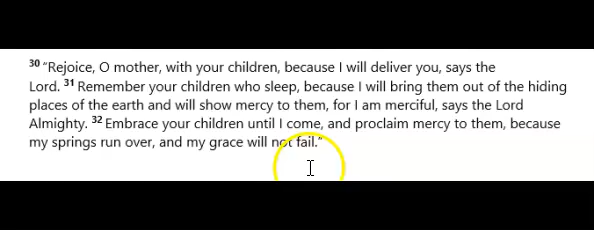 30 “Rejoice, O mother, with your children, because I will deliver you, says the
Lord. 31 Remember your children who sleep, because I will bring them out of the hiding
places of the earth and will show mercy to them, for I am merciful, says the Lord
Almighty. 32 Embrace your children until I come, and proclaim mercy to them, because
my springs run over, and my grace will not fail.”